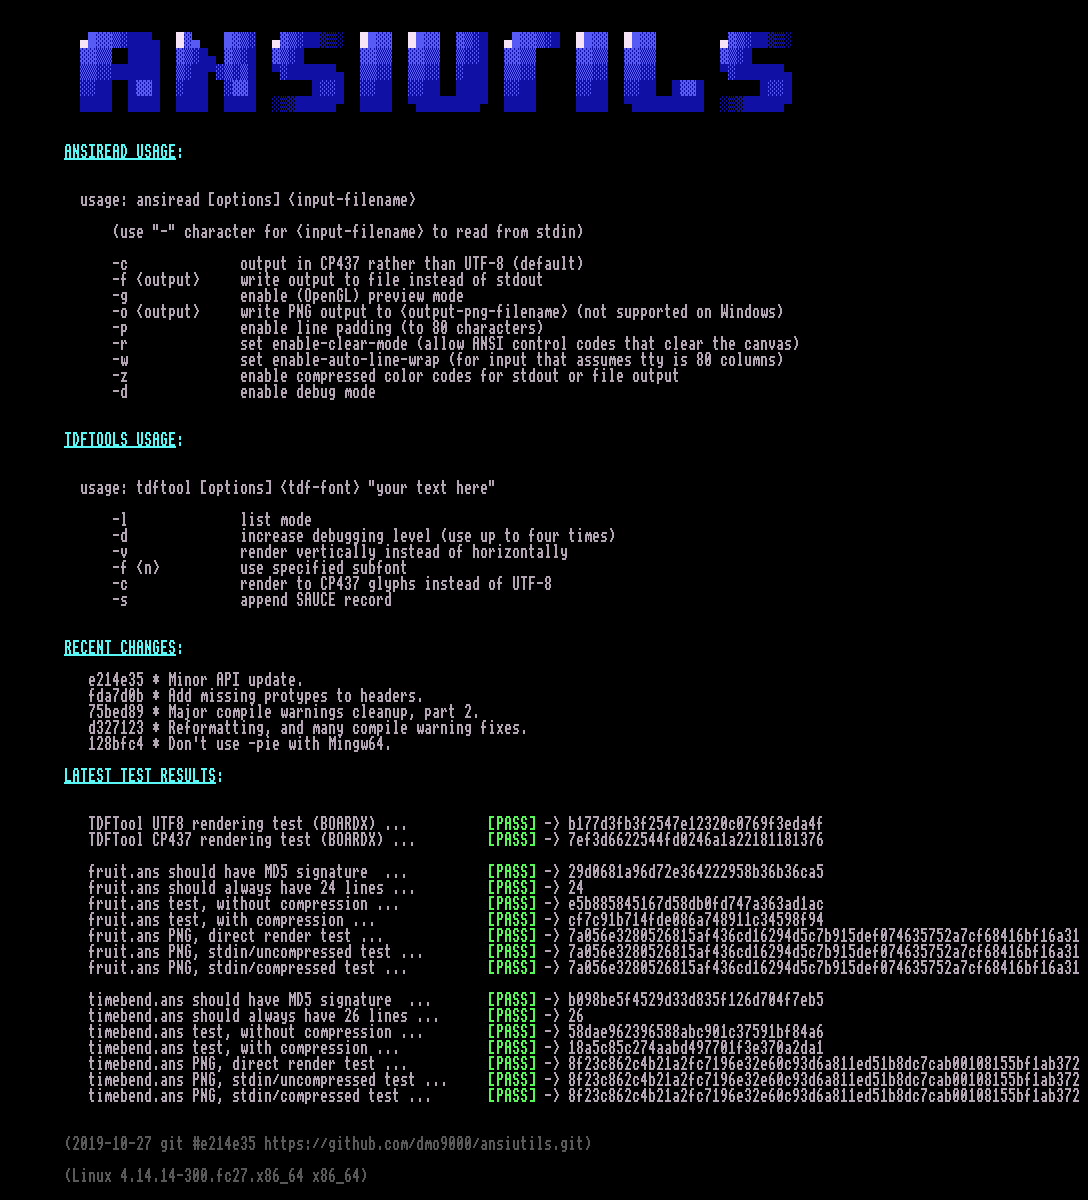 ANSIUTILS
ANSIREAD USAGE:
usage: ansiread [options] <input-filename>
(use "-" character for <input-filename> to read from stdin)
-c output in CP437 rather than UTF-8 (default)
-f <output> write output to file instead of stdout
-g enable (OpenGL) preview mode
-o <output> write PNG output to <output-png-filename> (not supported on Windows)
-p enable line padding (to 80 characters)
-r set enable-clear-mode (allow ANSI control codes that clear the canvas)
-w set enable-auto-line-wrap (for input that assumes tty is 80 columns)
-z enable compressed color codes for stdout or file output
-d enable debug mode
TDFTOOLS USAGE:
usage: tdftool [options] <tdf-font> "your text here"
-l list mode
-d increase debugging level (use up to four times)
-v render vertically instead of horizontally
-f <n> use specified subfont
-c render to CP437 glyphs instead of UTF-8
-s append SAUCE record
RECENT CHANGES:
e214e35 * Minor API update.
fda7d0b * Add missing protypes to headers.
75bed89 * Major compile warnings cleanup, part 2.
d327123 * Reformatting, and many compile warning fixes.
128bfc4 * Don't use -pie with Mingw64.
LATEST TEST RESULTS:
TDFTool UTF8 rendering test (BOARDX) ... [PASS] -> b177d3fb3f2547e12320c0769f3eda4f
TDFTool CP437 rendering test (BOARDX) ... [PASS] -> 7ef3d6622544fd0246a1a22181181376
fruit.ans should have MD5 signature ... [PASS] -> 29d0681a96d72e364222958b36b36ca5
fruit.ans should always have 24 lines ... [PASS] -> 24
fruit.ans test, without compression ... [PASS] -> e5b885845167d58db0fd747a363ad1ac
fruit.ans test, with compression ... [PASS] -> cf7c91b714fde086a748911c34598f94
fruit.ans PNG, direct render test ... [PASS] -> 7a056e3280526815af436cd16294d5c7b915def074635752a7cf68416bf16a31
fruit.ans PNG, stdin/uncompressed test ... [PASS] -> 7a056e3280526815af436cd16294d5c7b915def074635752a7cf68416bf16a31
fruit.ans PNG, stdin/compressed test ... [PASS] -> 7a056e3280526815af436cd16294d5c7b915def074635752a7cf68416bf16a31
timebend.ans should have MD5 signature ... [PASS] -> b098be5f4529d33d835f126d704f7eb5
timebend.ans should always have 26 lines ... [PASS] -> 26
timebend.ans test, without compression ... [PASS] -> 58dae962396588abc901c37591bf84a6
timebend.ans test, with compression ... [PASS] -> 18a5c85c274aabd497701f3e370a2da1
timebend.ans PNG, direct render test ... [PASS] -> 8f23c862c4b21a2fc7196e32e60c93d6a811ed51b8dc7cab00108155bf1ab372
timebend.ans PNG, stdin/uncompressed test ... [PASS] -> 8f23c862c4b21a2fc7196e32e60c93d6a811ed51b8dc7cab00108155bf1ab372
timebend.ans PNG, stdin/compressed test ... [PASS] -> 8f23c862c4b21a2fc7196e32e60c93d6a811ed51b8dc7cab00108155bf1ab372
(2019-10-27 git #e214e35 https://github.com/dmo9000/ansiutils.git)
(Linux 4.14.14-300.fc27.x86_64 x86_64)